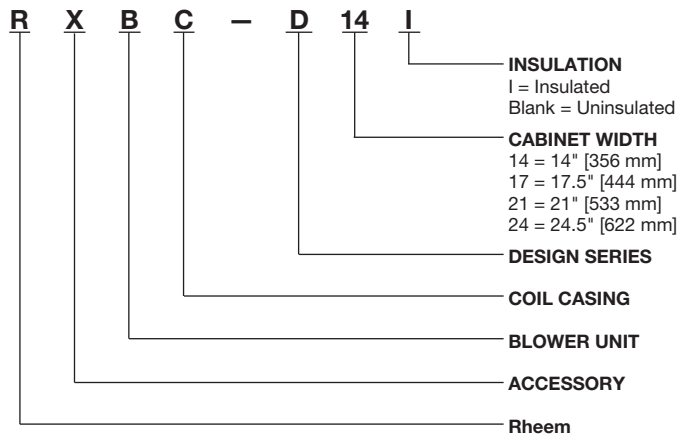 R X B C — D 14 I
INSULATION
I = Insulated
Blank = Uninsulated
CABINET WIDTH
14 = 14" [356 mm]
17 = 17.5" [444 mm]
21 = 21" [533 mm]
24 = 24.5" [622 mm]
DESIGN SERIES
COIL CASING
BLOWER UNIT
ACCESSORY
Rheem